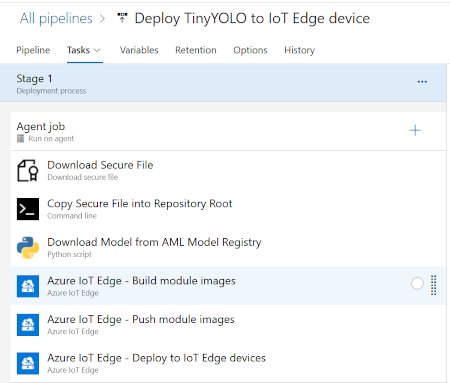 All pipelines > Deploy TinyYOLO to IoT Edge device
Pipeline Tasks Variables Retention Options History
Stage 1
Deployment process
Agent job
Run on agent
Download Secure File
Download secure file
Copy Secure File into Repository Root
Command line
Download Model from AML Model Registry
Python script
Azure IoT Edge - Build module images
Azure IoT Edge
Azure IoT Edge - Push module images
Azure IoT Edge
Azure IoT Edge - Deploy to IoT Edge devices
Azure IoT Edge